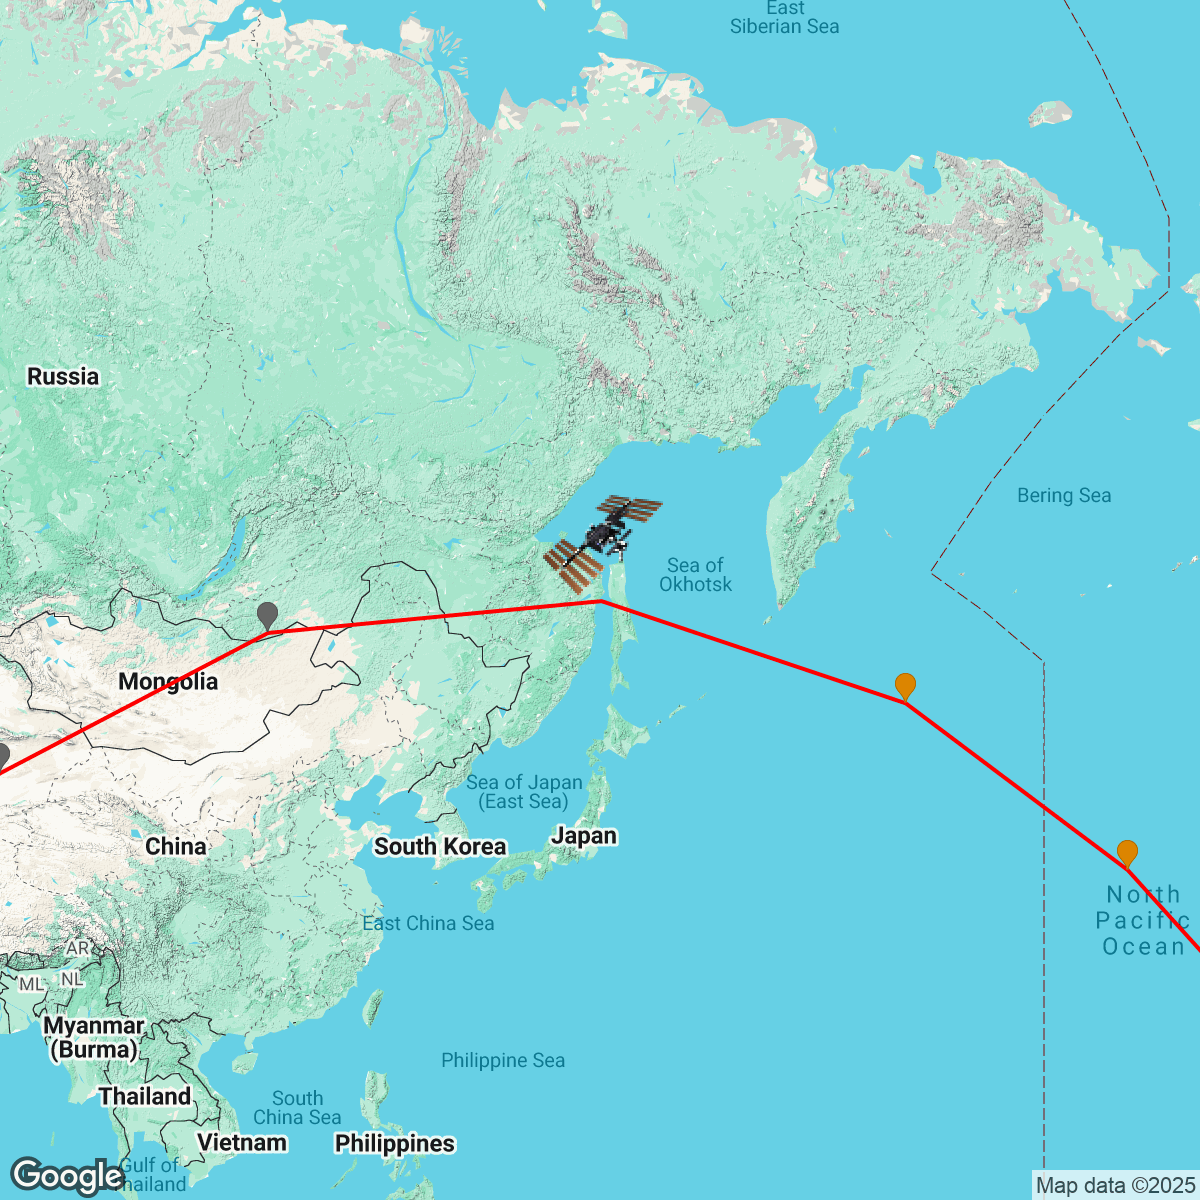 East
Siberian Sea
Russia
Bering Sea
Sea of
Okhotsk
Mongolia
Sea of Japan
(East Sea)
Japan
South Korea
China
North
Pacific
Ocean
East China Sea
AR
NL
ML
Myanmar
(Burma)
Philippine Sea
Thailand
South
China Sea
Vietnam
Philippines
Gulf of
Thailand
Google
Map data ©2025